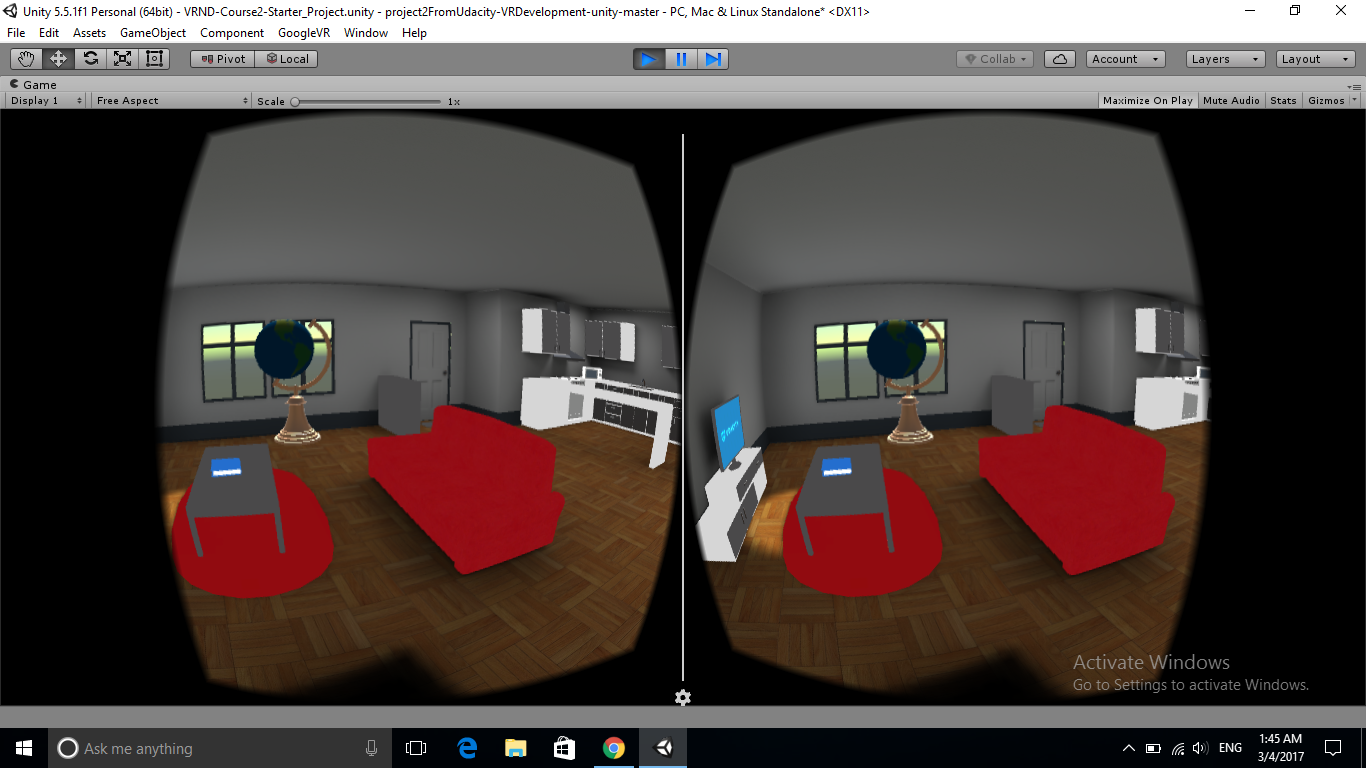 Unity 5.5.1f1 Personal (64bit) - VRND-Course2-Starter_Project.unity - project2FromUdacity-VRDevelopment-unity-master - PC, Mac & Linux Standalone* <DX11>
File Edit Assets GameObject Component GoogleVR Window Help
Pivot Local Collab Account Layers Layout
Game
Display 1 Free Aspect Scale 1x Maximize On Play Mute Audio Stats Gizmos
Activate Windows
Go to Settings to activate Windows.
Ask me anything ENG 1:45 AM
3/4/2017